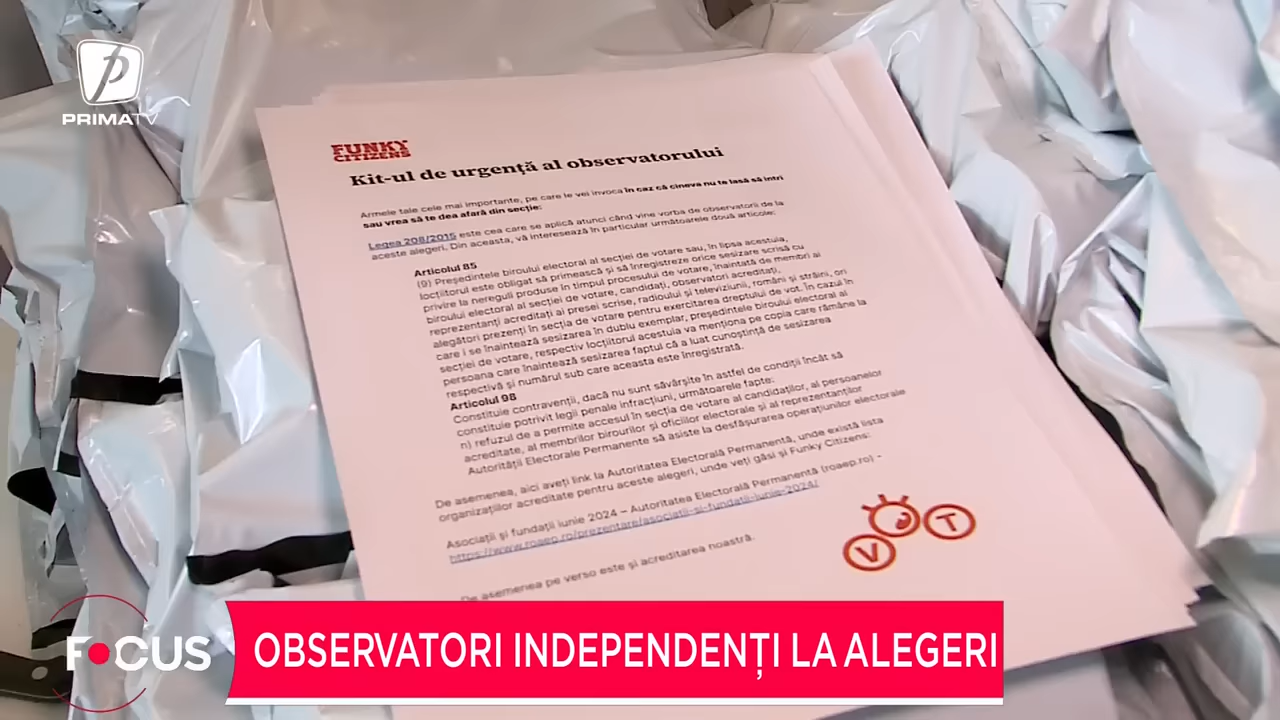 PRIMATV
FUNKY
CITIZENS
Kit-ul de urgență al observatorului
Armele tale cele mai importante, pe care le vei invoca în caz că cineva nu te lasă să intri
sau vrea să te dea afară din secție:
Legea 208/2015 este cea care se aplică atunci când vine vorba de observatorii de la
aceste alegeri. Din aceasta, vă interesează în particular următoarele două articole:
Articolul 85
(9) Președintele biroului electoral al secției de votare sau, în lipsa acestuia,
locțiitorul este obligat să primească și să înregistreze orice sesizare scrisă cu
privire la nereguli produse în timpul procesului de votare, înaintată de membri ai
biroului electoral al secției de votare, candidați, observatori acreditați,
reprezentanți acreditați ai presei scrise, radioului și televiziunii, români și străini, ori
alegători prezenți în secția de votare pentru exercitarea dreptului de vot. În cazul în
care i se înaintează sesizarea în dublu exemplar, președintele biroului electoral al
secției de votare, respectiv locțiitorul acestuia va menționa pe copia care rămâne la
persoana care înaintează sesizarea faptul că a luat cunoștință de sesizarea
respectivă și numărul sub care aceasta este înregistrată.
Articolul 98
Constituie contravenții, dacă nu sunt săvârșite în astfel de condiții încât să
constituie potrivit legii penale infracțiuni, următoarele fapte:
n) refuzul de a permite accesul în secția de votare al candidaților, al persoanelor
acreditate, al membrilor birourilor și oficiilor electorale și al reprezentanților
Autorității Electorale Permanente să asiste la desfășurarea operațiunilor electorale
De asemenea, aici aveți link la Autoritatea Electorală Permanentă, unde există lista
organizațiilor acreditate pentru aceste alegeri, unde veți găsi și Funky Citizens:
Asociații și fundații iunie 2024 – Autoritatea Electorală Permanentă (roaep.ro) -
https://www.roaep.ro/prezentare/asociatii-si-fundatii-iunie-2024/
De asemenea pe verso este și acreditarea noastră.
V O T
FOCUS
OBSERVATORI INDEPENDENȚI LA ALEGERI